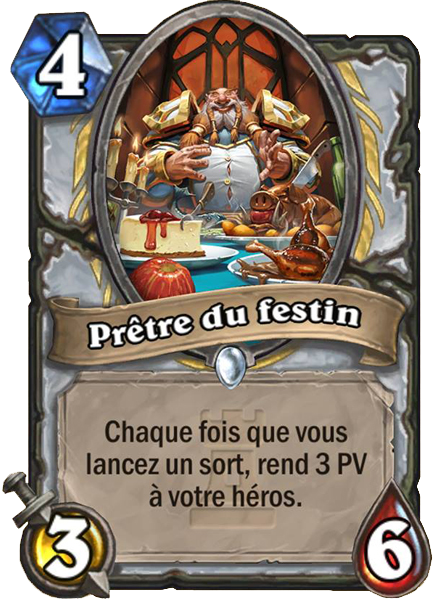 4
Prêtre du festin
Chaque fois que vous
lancez un sort, rend 3 PV
à votre héros.
3
6